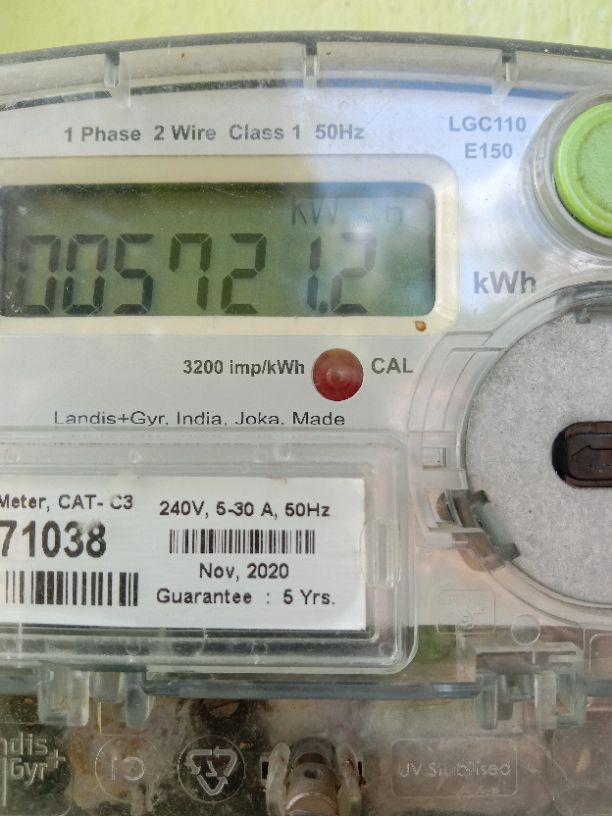 1 Phase 2 Wire Class 1 50Hz
LGC110
E150
KW h
005721.2
kWh
3200 imp/kWh
CAL
Landis+Gyr, India, Joka, Made
Meter, CAT- C3
71038
240V, 5-30 A, 50Hz
Nov, 2020
Guarantee : 5 Yrs.
UV Stabilised